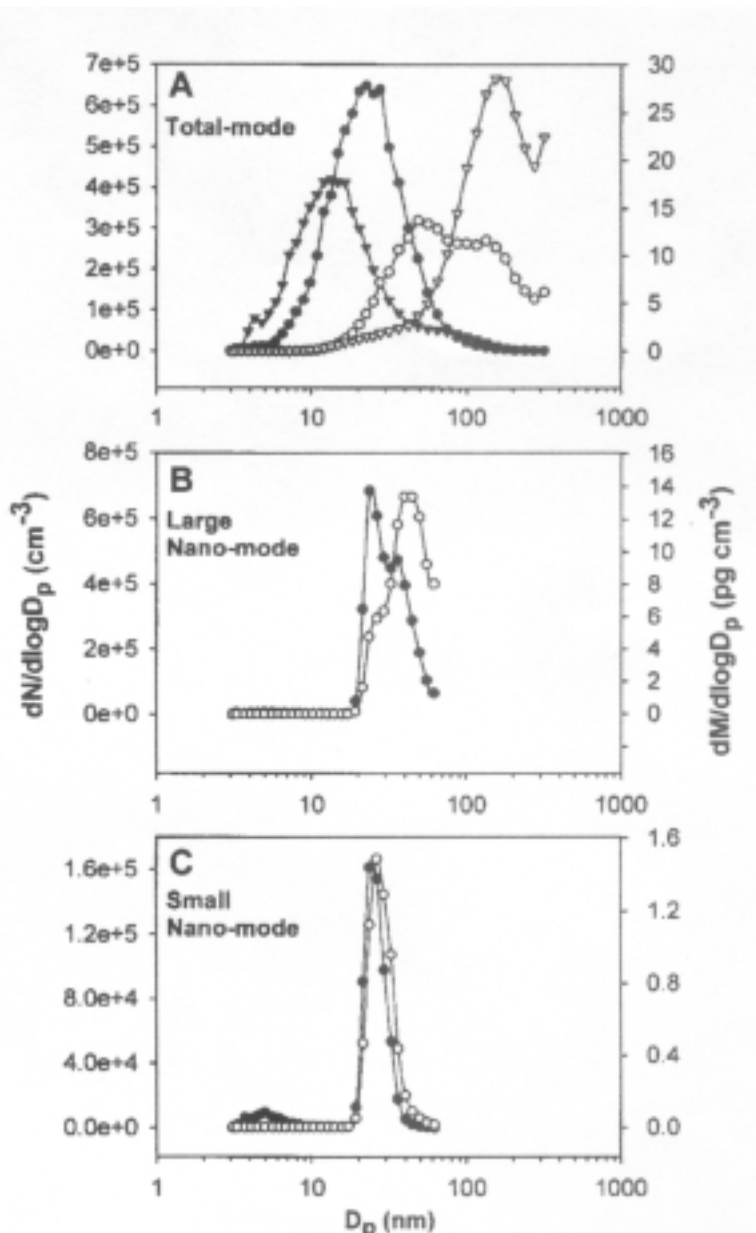 A
Total-mode
7e+5
6e+5
5e+5
4e+5
3e+5
2e+5
1e+5
0e+0
30
25
20
15
10
5
0
1
10
100
1000
B
Large
Nano-mode
8e+5
6e+5
4e+5
2e+5
0e+0
16
14
12
10
8
6
4
2
0
1
10
100
1000
dN/dlogDp (cm⁻³)
dM/dlogDp (pg cm⁻³)
C
Small
Nano-mode
1.6e+5
1.2e+5
8.0e+4
4.0e+4
0.0e+0
1.6
1.2
0.8
0.4
0.0
1
10
100
1000
Dp (nm)